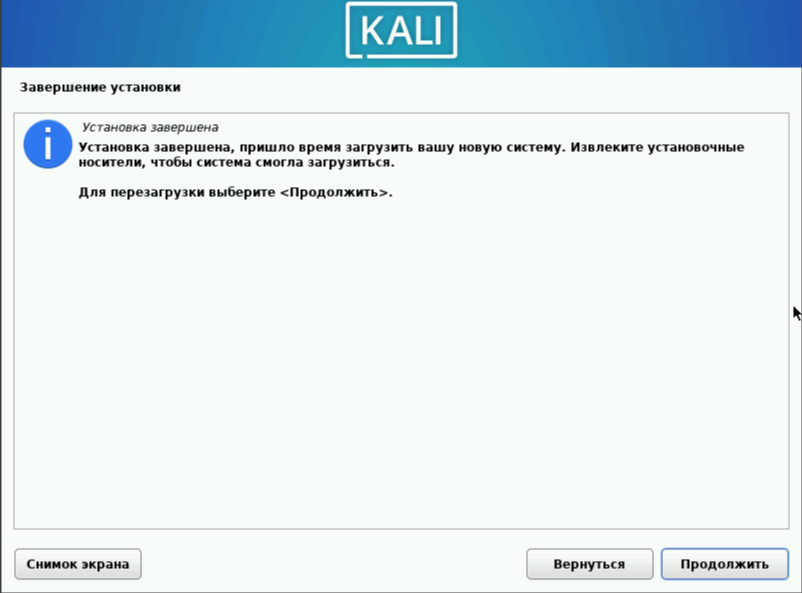 KALI
Завершение установки
Установка завершена
Установка завершена, пришло время загрузить вашу новую систему. Извлеките установочные
носители, чтобы система смогла загрузиться.
Для перезагрузки выберите <Продолжить>.
Снимок экрана
Вернуться
Продолжить